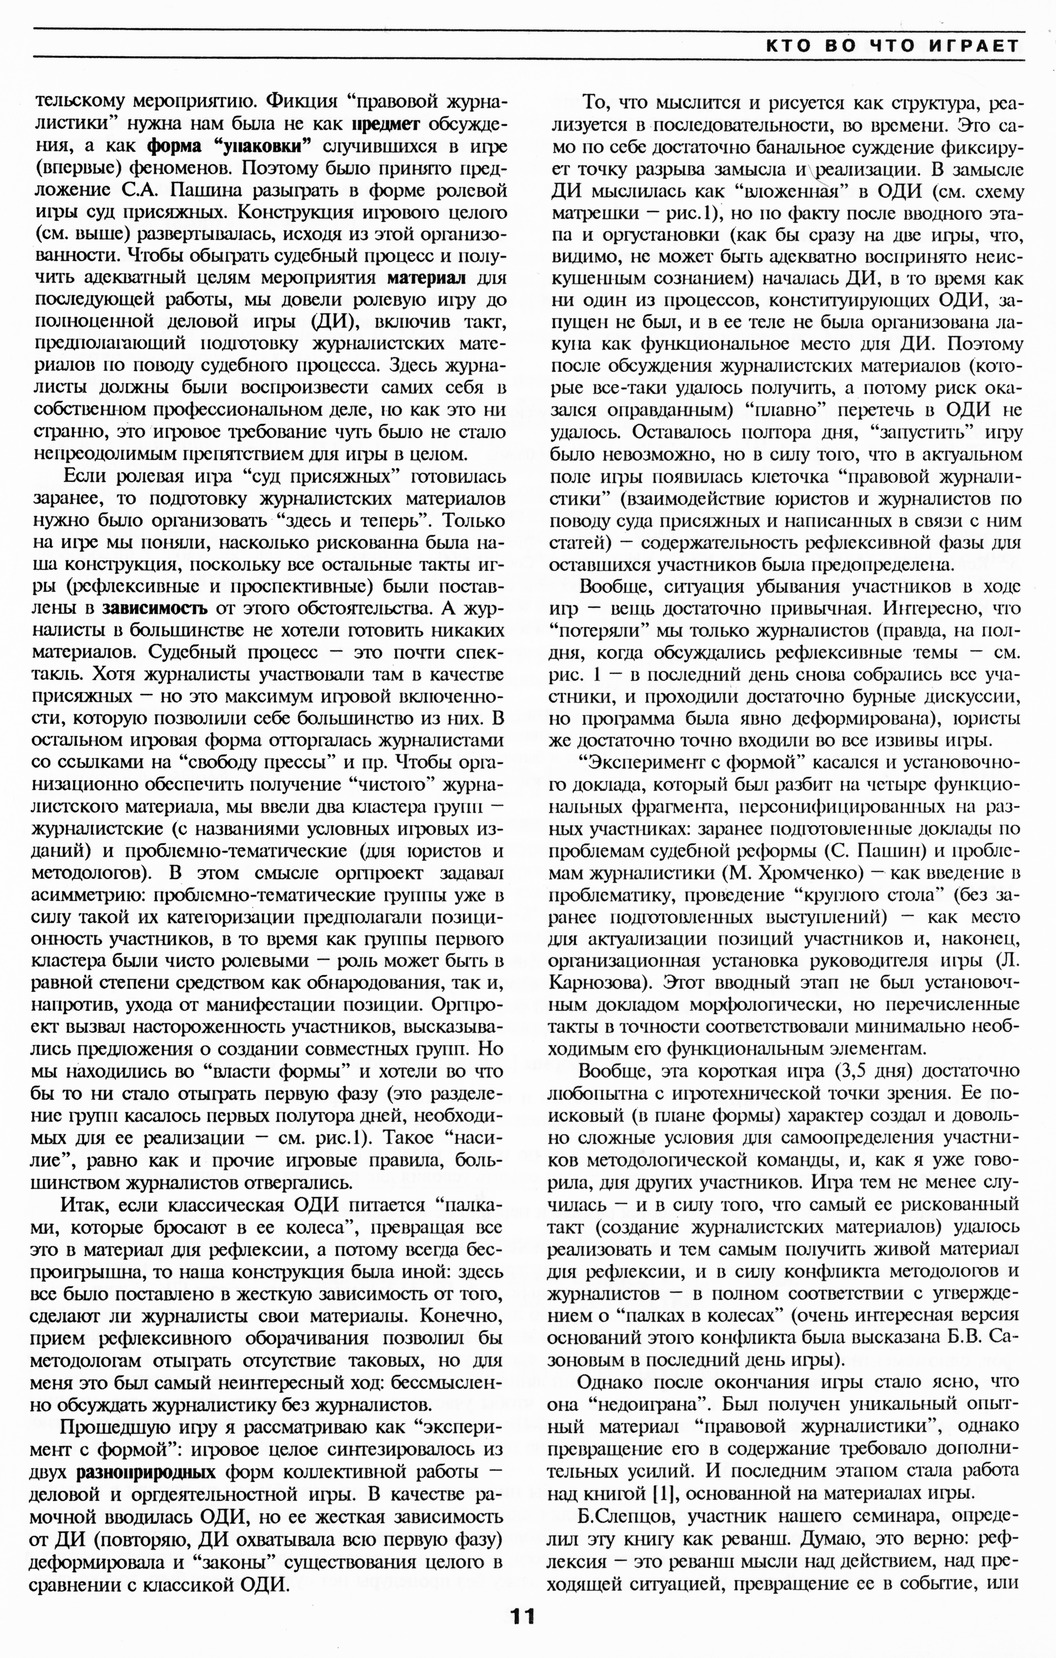 КТО ВО ЧТО ИГРАЕТ
тельскому мероприятию. Фикция “правовой журна-
листики” нужна нам была не как предмет обсужде-
ния, а как форма “упаковки” случившихся в игре
(впервые) феноменов. Поэтому было принято пред-
ложение С.А. Пашина разыграть в форме ролевой
игры суд присяжных. Конструкция игрового целого
(см. выше) развертывалась, исходя из этой организо-
ванности. Чтобы обыграть судебный процесс и полу-
чить адекватный целям мероприятия материал для
последующей работы, мы довели ролевую игру до
полноценной деловой игры (ДИ), включив такт,
предполагающий подготовку журналистских мате-
риалов по поводу судебного процесса. Здесь журна-
листы должны были воспроизвести самих себя в
собственном профессиональном деле, но как это ни
странно, это игровое требование чуть было не стало
непреодолимым препятствием для игры в целом.
Если ролевая игра “суд присяжных” готовилась
заранее, то подготовку журналистских материалов
нужно было организовать “здесь и теперь”. Только
на игре мы поняли, насколько рискованна была на-
ша конструкция, поскольку все остальные такты иг-
ры (рефлексивные и проспективные) были постав-
лены в зависимость от этого обстоятельства. А жур-
налисты в большинстве не хотели готовить никаких
материалов. Судебный процесс — это почти спек-
такль. Хотя журналисты участвовали там в качестве
присяжных — но это максимум игровой включенно-
сти, которую позволили себе большинство из них. В
остальном игровая форма отторгалась журналистами
со ссылками на “свободу прессы” и пр. Чтобы орга-
низационно обеспечить получение “чистого” журна-
листского материала, мы ввели два кластера групп —
журналистские (с названиями условных игровых из-
даний) и проблемно-тематические (для юристов и
методологов). В этом смысле оргпроект задавал
асимметрию: проблемно-тематические группы уже в
силу такой их категоризации предполагали позици-
онность участников, в то время как группы первого
кластера были чисто ролевыми — роль может быть в
равной степени средством как обнародования, так и,
напротив, ухода от манифестации позиции. Оргпро-
ект вызвал настороженность участников, высказыва-
лись предложения о создании совместных групп. Но
мы находились во “власти формы” и хотели во что
бы то ни стало отыграть первую фазу (это разделе-
ние групп касалось первых полутора дней, необходи-
мых для ее реализации — см. рис.1). Такое “наси-
лие”, равно как и прочие игровые правила, боль-
шинством журналистов отвергались.
Итак, если классическая ОДИ питается “палка-
ми, которые бросают в ее колеса”, превращая все
это в материал для рефлексии, а потому всегда бес-
проигрышна, то наша конструкция была иной: здесь
все было поставлено в жесткую зависимость от того,
сделают ли журналисты свои материалы. Конечно,
прием рефлексивного оборачивания позволил бы
методологам отыграть отсутствие таковых, но для
меня это был самый неинтересный ход: бессмыслен-
но обсуждать журналистику без журналистов.
Прошедшую игру я рассматриваю как “экспери-
мент с формой”: игровое целое синтезировалось из
двух разноприродных форм коллективной работы —
деловой и оргдеятельностной игры. В качестве ра-
мочной вводилась ОДИ, но ее жесткая зависимость
от ДИ (повторяю, ДИ охватывала всю первую фазу)
деформировала и “законы” существования целого в
сравнении с классикой ОДИ.
То, что мыслится и рисуется как структура, реа-
лизуется в последовательности, во времени. Это са-
мо по себе достаточно банальное суждение фиксиру-
ет точку разрыва замысла и реализации. В замысле
ДИ мыслилась как “вложенная” в ОДИ (см. схему
матрешки — рис.1), но по факту после вводного эта-
па и оргустановки (как бы сразу на две игры, что,
видимо, не может быть адекватно воспринято неис-
кушенным сознанием) началась ДИ, в то время как
ни один из процессов, конституирующих ОДИ, за-
пущен не был, и в ее теле не была организована ла-
куна как функциональное место для ДИ. Поэтому
после обсуждения журналистских материалов (кото-
рые все-таки удалось получить, а потому риск ока-
зался оправданным) “плавно” перетечь в ОДИ не
удалось. Оставалось полтора дня, “запустить” игру
было невозможно, но в силу того, что в актуальном
поле игры появилась клеточка “правовой журнали-
стики” (взаимодействие юристов и журналистов по
поводу суда присяжных и написанных в связи с ним
статей) — содержательность рефлексивной фазы для
оставшихся участников была предопределена.
Вообще, ситуация убывания участников в ходе
игр — вещь достаточно привычная. Интересно, что
“потеряли” мы только журналистов (правда, на пол-
дня, когда обсуждались рефлексивные темы — см.
рис. 1 — в последний день снова собрались все уча-
стники, и проходили достаточно бурные дискуссии,
но программа была явно деформирована), юристы
же достаточно точно входили во все извивы игры.
“Эксперимент с формой” касался и установочно-
го доклада, который был разбит на четыре функцио-
нальных фрагмента, персонифицированных на раз-
ных участниках: заранее подготовленные доклады по
проблемам судебной реформы (С. Пашин) и пробле-
мам журналистики (М. Хромченко) — как введение в
проблематику, проведение “круглого стола” (без за-
ранее подготовленных выступлений) — как место
для актуализации позиций участников и, наконец,
организационная установка руководителя игры (Л.
Карнозова). Этот вводный этап не был установоч-
ным докладом морфологически, но перечисленные
такты в точности соответствовали минимально необ-
ходимым его функциональным элементам.
Вообще, эта короткая игра (3,5 дня) достаточно
любопытна с игротехнической точки зрения. Ее по-
исковый (в плане формы) характер создал и доволь-
но сложные условия для самоопределения участни-
ков методологической команды, и, как я уже гово-
рила, для других участников. Игра тем не менее слу-
чилась — и в силу того, что самый ее рискованный
такт (создание журналистских материалов) удалось
реализовать и тем самым получить живой материал
для рефлексии, и в силу конфликта методологов и
журналистов — в полном соответствии с утвержде-
нием о “палках в колесах” (очень интересная версия
оснований этого конфликта была высказана Б.В. Са-
зоновым в последний день игры).
Однако после окончания игры стало ясно, что
она “недоиграна”. Был получен уникальный опыт-
ный материал “правовой журналистики”, однако
превращение его в содержание требовало дополни-
тельных усилий. И последним этапом стала работа
над книгой [1], основанной на материалах игры.
Б.Слепцов, участник нашего семинара, опреде-
лил эту книгу как реванш. Думаю, это верно: реф-
лексия — это реванш мысли над действием, над пре-
ходящей ситуацией, превращение ее в событие, или
11